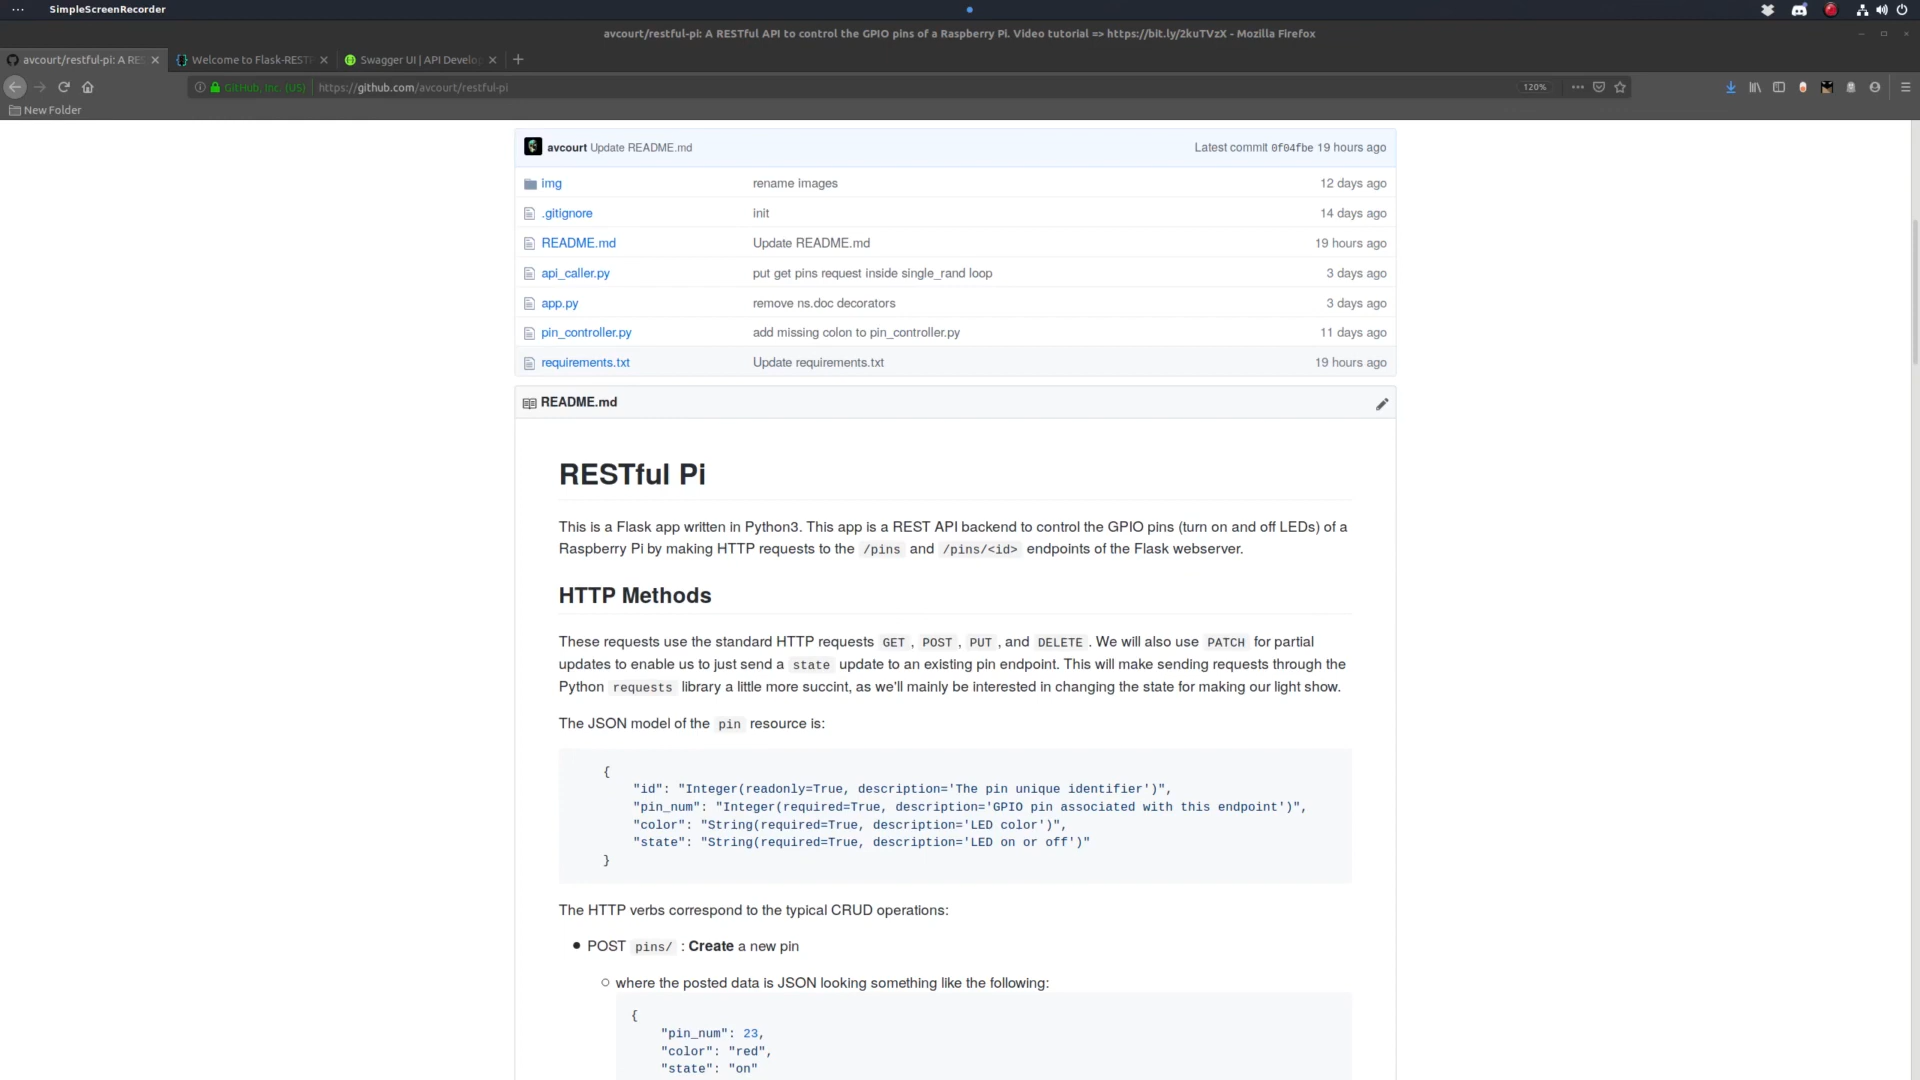 SimpleScreenRecorder
avcourt/restful-pi: A RESTful API to control the GPIO pins of a Raspberry Pi. Video tutorial => https://bit.ly/2kuTVzX - Mozilla Firefox
avcourt/restful-pi: A RES
Welcome to Flask-REST
Swagger UI | API Develop
GitHub, Inc. (US)
https://github.com/avcourt/restful-pi
120%
New Folder
avcourt Update README.md
Latest commit 0f04fbe 19 hours ago
img rename images 12 days ago
.gitignore init 14 days ago
README.md Update README.md 19 hours ago
api_caller.py put get pins request inside single_rand loop 3 days ago
app.py remove ns.doc decorators 3 days ago
pin_controller.py add missing colon to pin_controller.py 11 days ago
requirements.txt Update requirements.txt 19 hours ago
README.md
RESTful Pi
This is a Flask app written in Python3. This app is a REST API backend to control the GPIO pins (turn on and off LEDs) of a
Raspberry Pi by making HTTP requests to the /pins and /pins/<id> endpoints of the Flask webserver.
HTTP Methods
These requests use the standard HTTP requests GET , POST , PUT , and DELETE . We will also use PATCH for partial
updates to enable us to just send a state update to an existing pin endpoint. This will make sending requests through the
Python requests library a little more succint, as we'll mainly be interested in changing the state for making our light show.
The JSON model of the pin resource is:
{
"id": "Integer(readonly=True, description='The pin unique identifier')",
"pin_num": "Integer(required=True, description='GPIO pin associated with this endpoint')",
"color": "String(required=True, description='LED color')",
"state": "String(required=True, description='LED on or off')"
}
The HTTP verbs correspond to the typical CRUD operations:
POST pins/ : Create a new pin
where the posted data is JSON looking something like the following:
{
"pin_num": 23,
"color": "red",
"state": "on"